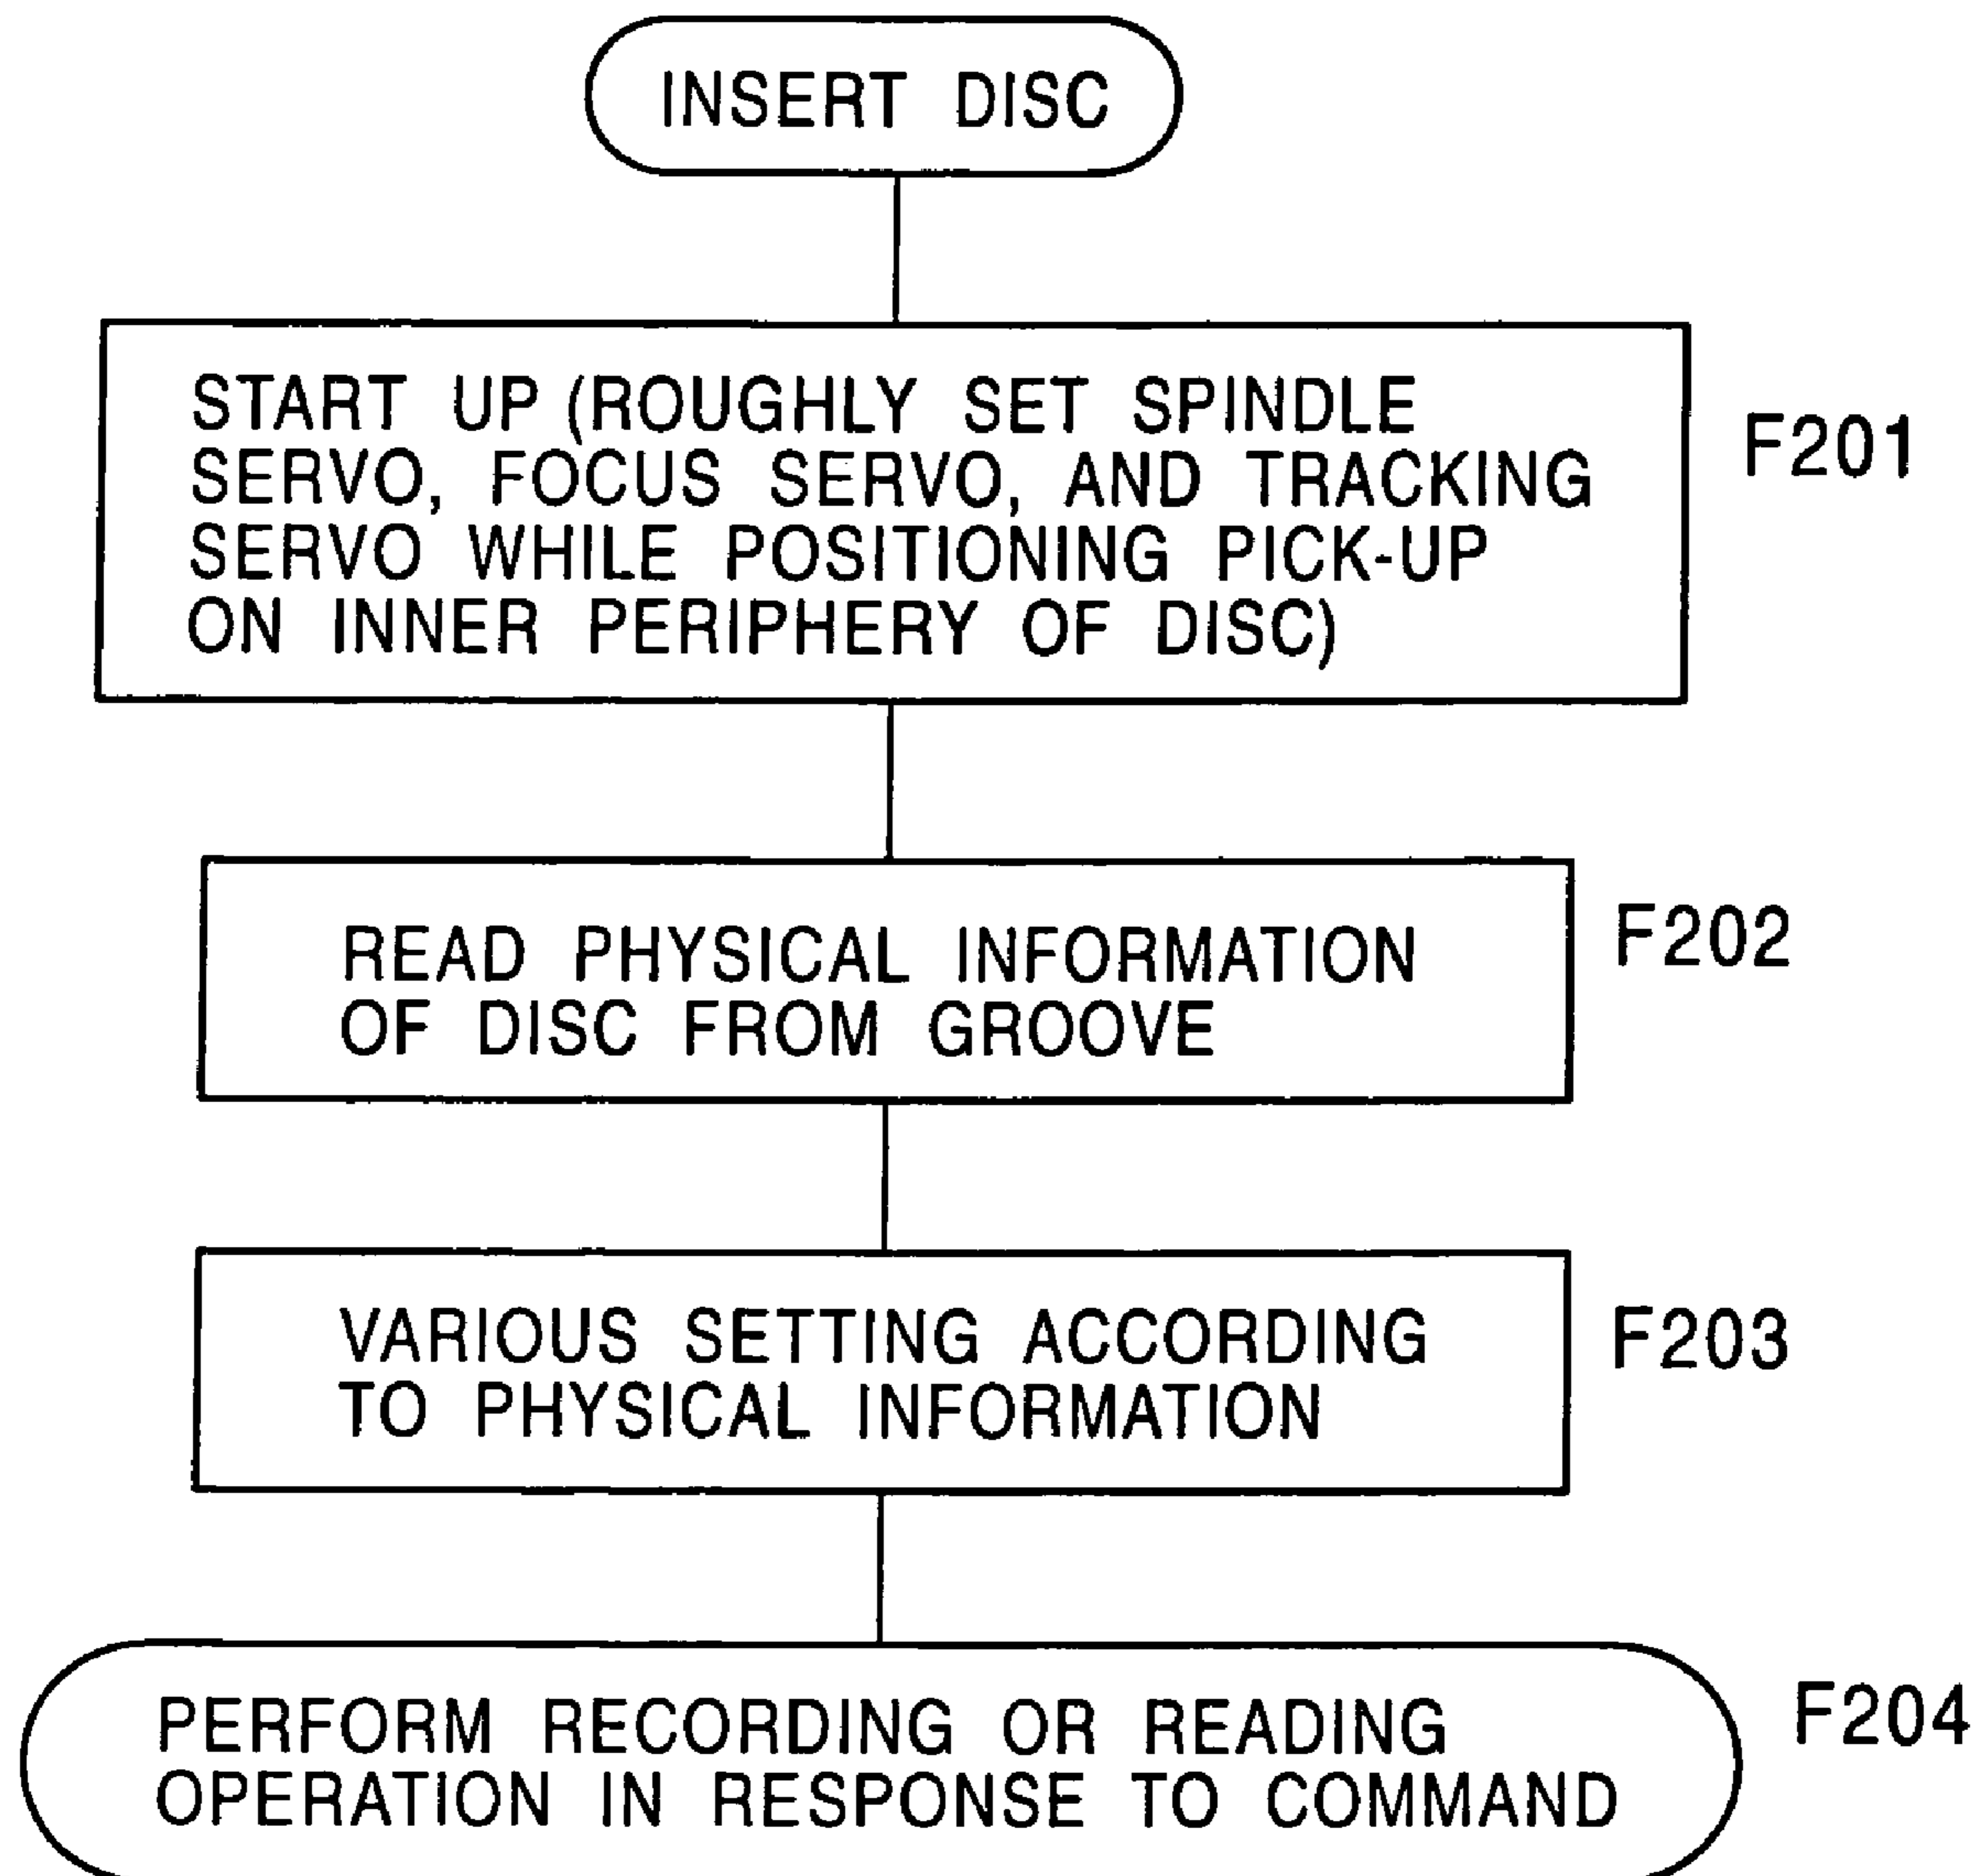 INSERT DISC
START UP (ROUGHLY SET SPINDLE
SERVO, FOCUS SERVO, AND TRACKING
SERVO WHILE POSITIONING PICK-UP
ON INNER PERIPHERY OF DISC)
F201
READ PHYSICAL INFORMATION
OF DISC FROM GROOVE
F202
VARIOUS SETTING ACCORDING
TO PHYSICAL INFORMATION
F203
PERFORM RECORDING OR READING
OPERATION IN RESPONSE TO COMMAND
F204